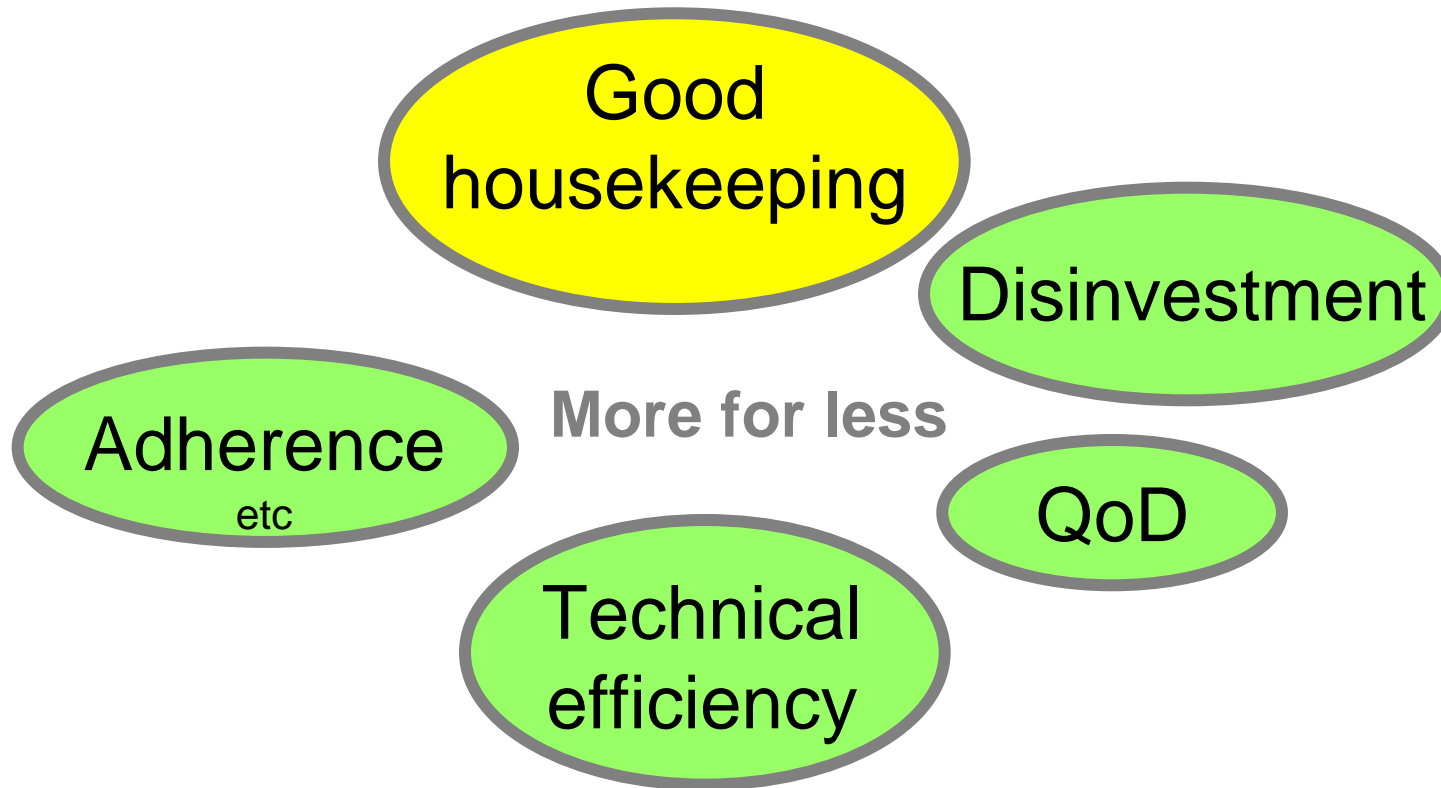 Good
housekeeping
Disinvestment
More for less
Adherence
etc
QoD
Technical
efficiency